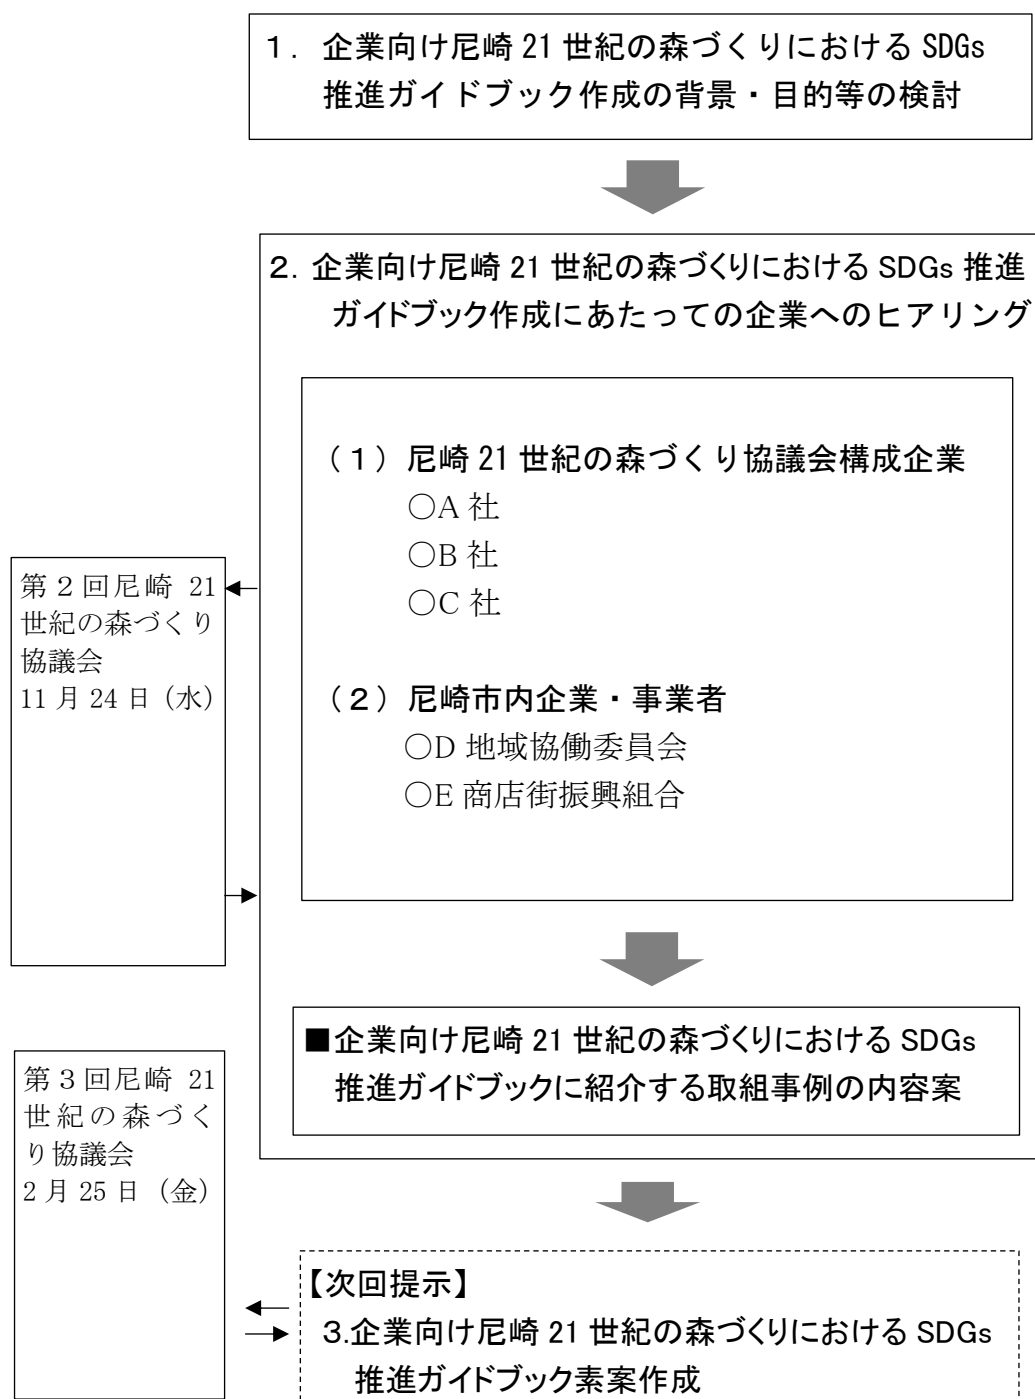 １．企業向け尼崎 21 世紀の森づくりにおける SDGs
推進ガイドブック作成の背景・目的等の検討
２．企業向け尼崎 21 世紀の森づくりにおける SDGs 推進
ガイドブック作成にあたっての企業へのヒアリング
（１）尼崎 21 世紀の森づくり協議会構成企業
○A 社
○B 社
○C 社
（２）尼崎市内企業・事業者
○D 地域協働委員会
○E 商店街振興組合
第２回尼崎 21
世紀の森づくり
協議会
11 月 24 日（水）
■企業向け尼崎 21 世紀の森づくりにおける SDGs
推進ガイドブックに紹介する取組事例の内容案
第３回尼崎 21
世紀の森づく
り協議会
2 月 25 日（金）
【次回提示】
３.企業向け尼崎 21 世紀の森づくりにおける SDGs
推進ガイドブック素案作成